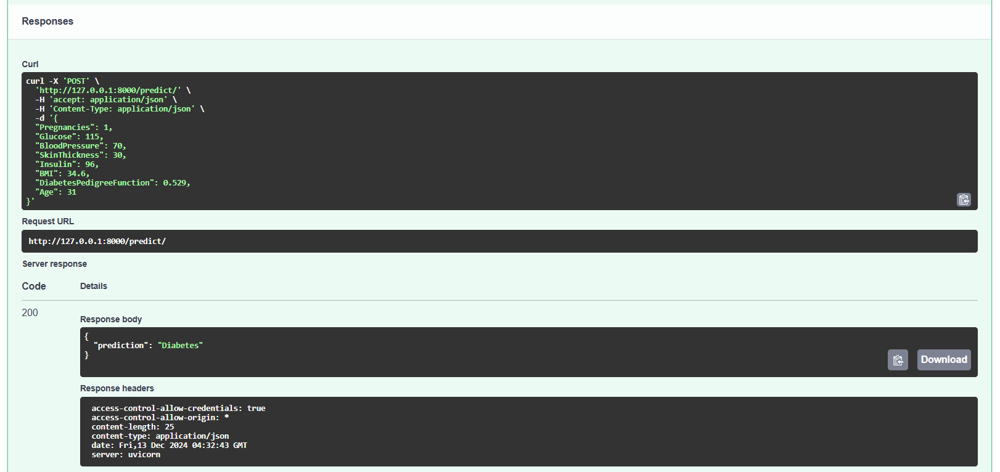 Responses
Curl
curl -X 'POST' \
'http://127.0.0.1:8000/predict/' \
-H 'accept: application/json' \
-H 'Content-Type: application/json' \
-d '{
"Pregnancies": 1,
"Glucose": 115,
"BloodPressure": 70,
"SkinThickness": 30,
"Insulin": 96,
"BMI": 34.6,
"DiabetesPedigreeFunction": 0.529,
"Age": 31
}'
Request URL
http://127.0.0.1:8000/predict/
Server response
Code Details
200
Response body
{
"prediction": "Diabetes"
}
Download
Response headers
access-control-allow-credentials: true
access-control-allow-origin: *
content-length: 25
content-type: application/json
date: Fri,13 Dec 2024 04:32:43 GMT
server: uvicorn